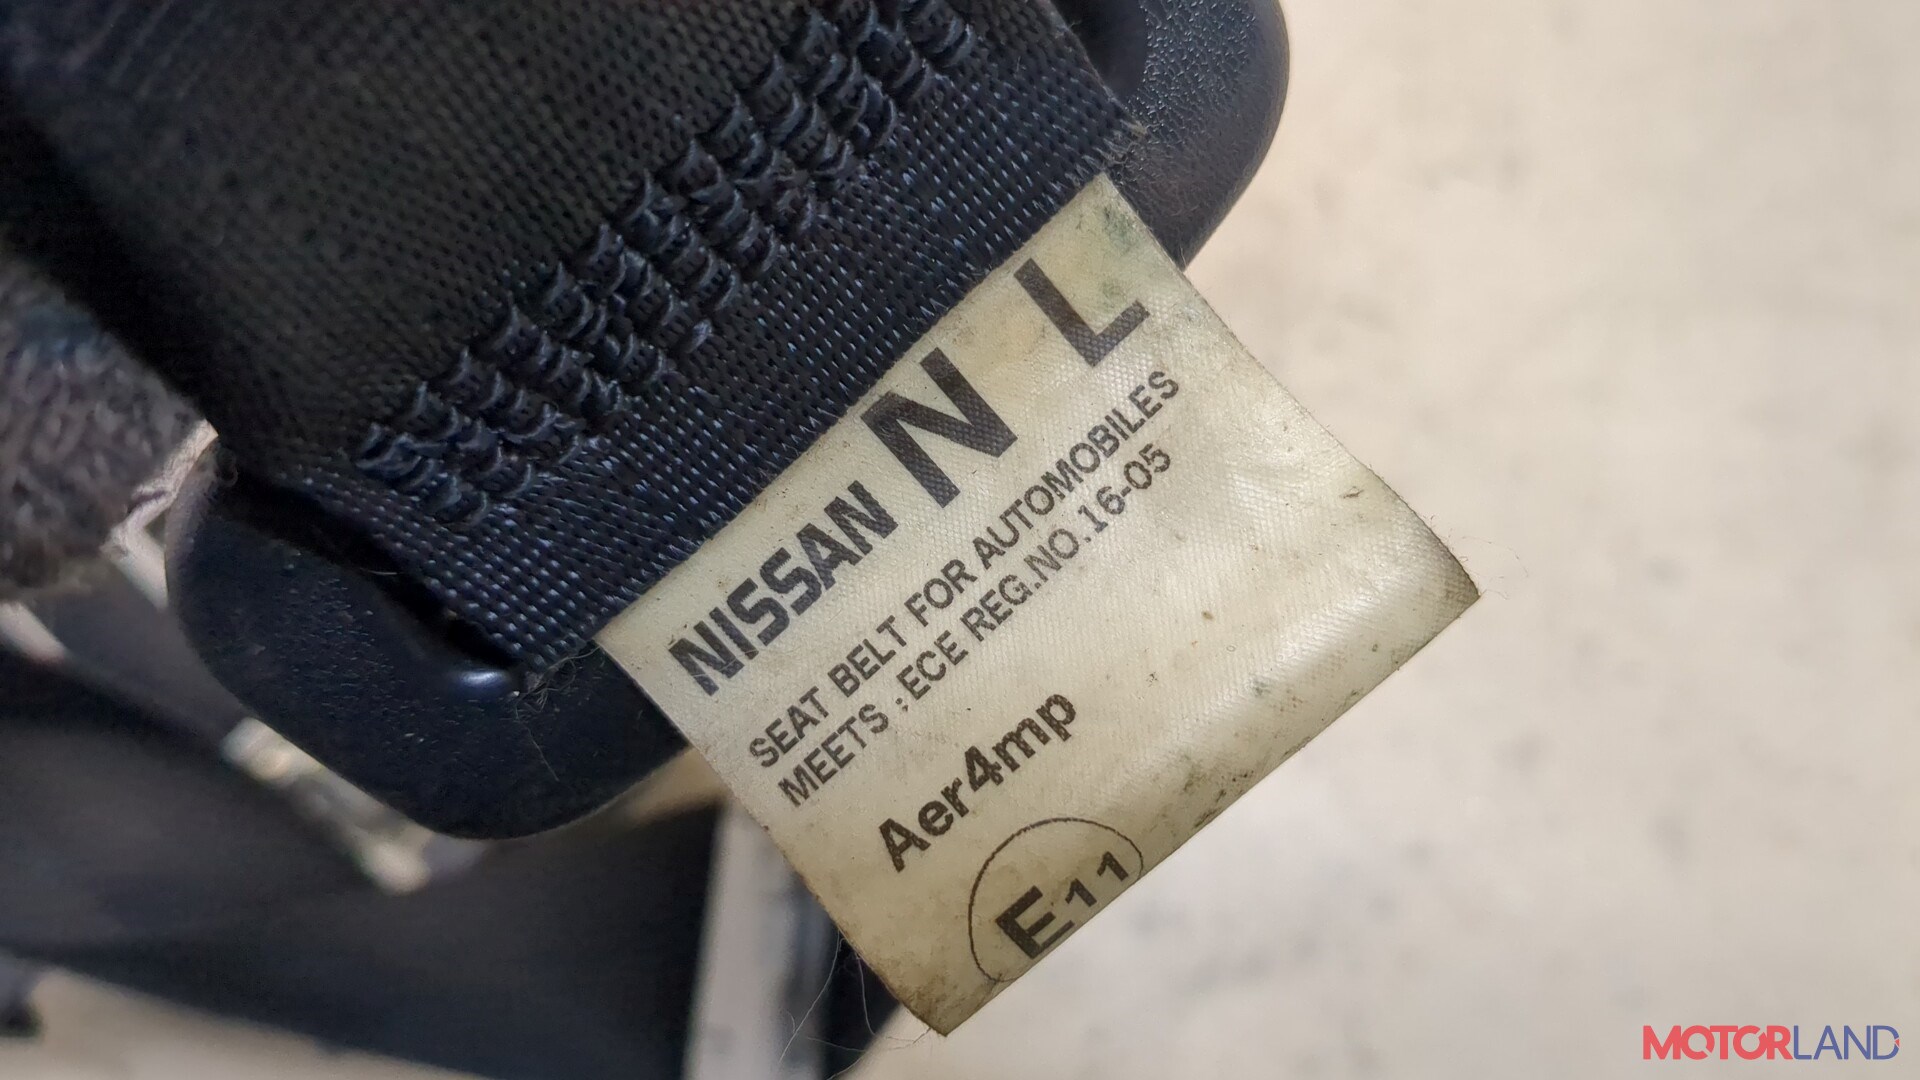 NISSAN N L
SEAT BELT FOR AUTOMOBILES
MEETS : ECE REG.NO.16-05
Aer4mp
E11
MOTORLAND